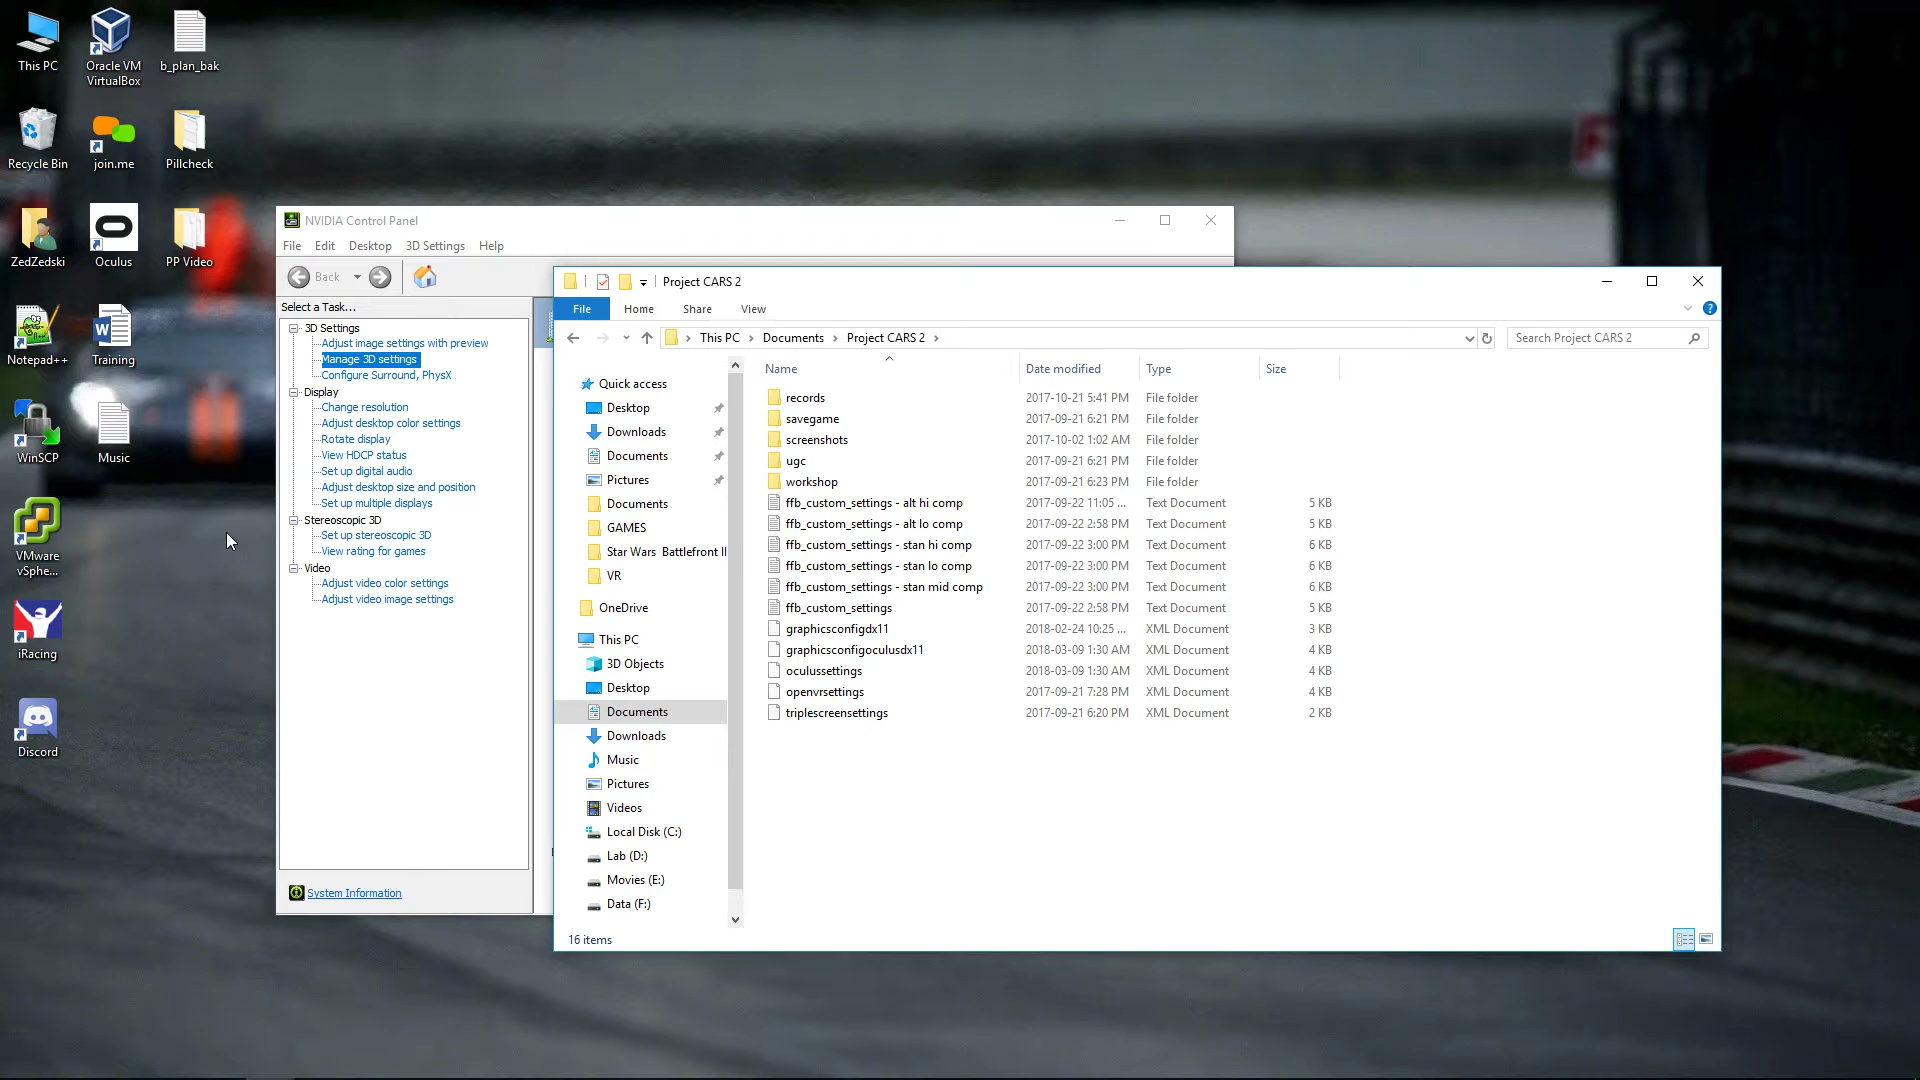 This PC
Oracle VM
VirtualBox
b_plan_bak
Recycle Bin
join.me
Pillcheck
ZedZedski
Oculus
PP Video
Notepad++
Training
WinSCP
Music
VMware
vSphe...
iRacing
Discord
NVIDIA Control Panel
File Edit Desktop 3D Settings Help
Back
Select a Task...
3D Settings
Adjust image settings with preview
Manage 3D settings
Configure Surround, PhysX
Display
Change resolution
Adjust desktop color settings
Rotate display
View HDCP status
Set up digital audio
Adjust desktop size and position
Set up multiple displays
Stereoscopic 3D
Set up stereoscopic 3D
View rating for games
Video
Adjust video color settings
Adjust video image settings
System Information
Project CARS 2
File Home Share View
This PC > Documents > Project CARS 2 >
Search Project CARS 2
Quick access
Desktop
Downloads
Documents
Pictures
Documents
GAMES
Star Wars Battlefront II
VR
OneDrive
This PC
3D Objects
Desktop
Documents
Downloads
Music
Pictures
Videos
Local Disk (C:)
Lab (D:)
Movies (E:)
Data (F:)
Name Date modified Type Size
records 2017-10-21 5:41 PM File folder
savegame 2017-09-21 6:21 PM File folder
screenshots 2017-10-02 1:02 AM File folder
ugc 2017-09-21 6:21 PM File folder
workshop 2017-09-21 6:23 PM File folder
ffb_custom_settings - alt hi comp 2017-09-22 11:05 ... Text Document 5 KB
ffb_custom_settings - alt lo comp 2017-09-22 2:58 PM Text Document 5 KB
ffb_custom_settings - stan hi comp 2017-09-22 3:00 PM Text Document 6 KB
ffb_custom_settings - stan lo comp 2017-09-22 3:00 PM Text Document 6 KB
ffb_custom_settings - stan mid comp 2017-09-22 3:00 PM Text Document 6 KB
ffb_custom_settings 2017-09-22 2:58 PM Text Document 5 KB
graphicsconfigdx11 2018-02-24 10:25 ... XML Document 3 KB
graphicsconfigoculusdx11 2018-03-09 1:30 AM XML Document 4 KB
oculussettings 2018-03-09 1:30 AM XML Document 4 KB
openvrsettings 2017-09-21 7:28 PM XML Document 4 KB
triplescreensettings 2017-09-21 6:20 PM XML Document 2 KB
16 items